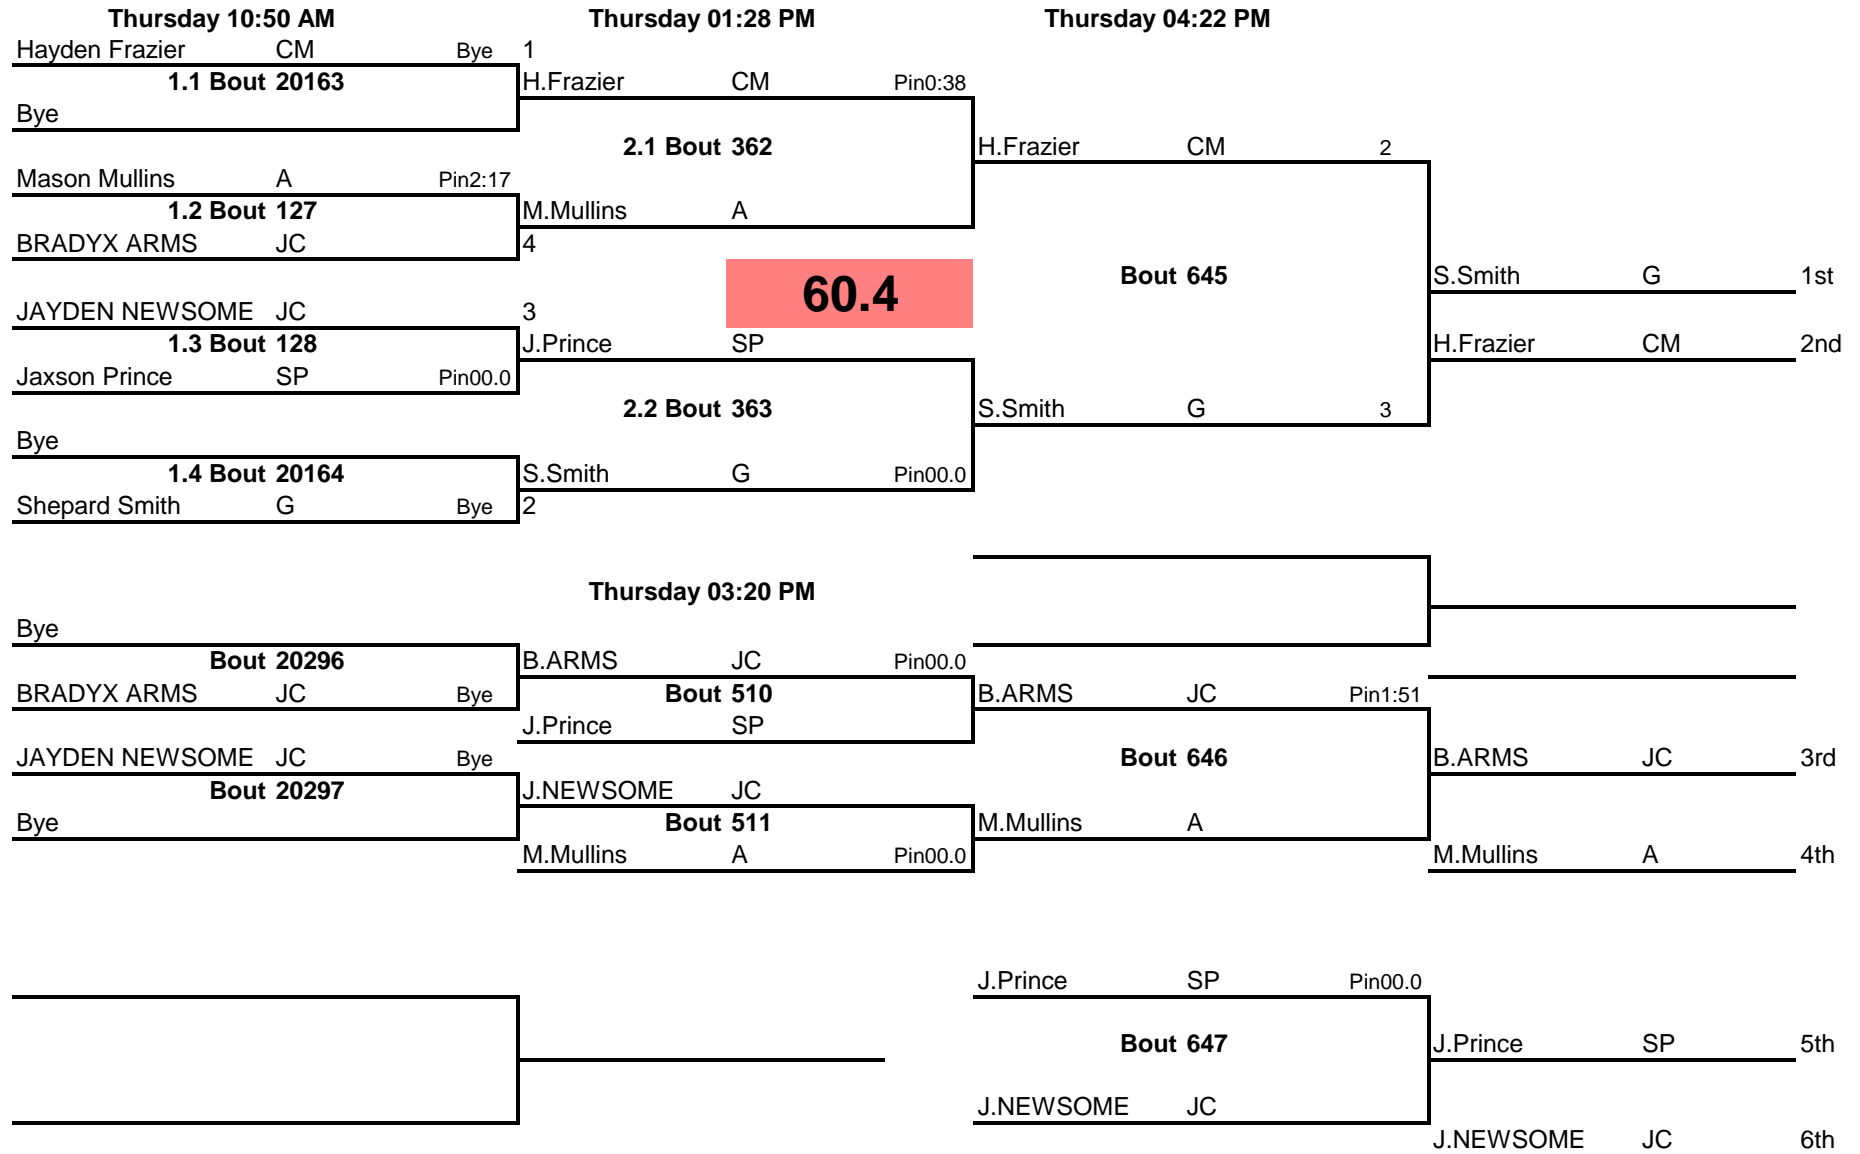 Thursday 10:50 AM Thursday 01:28 PM Thursday 04:22 PM
Hayden Frazier CM Bye 1
1.1 Bout 20163 H.Frazier CM Pin0:38
Bye
2.1 Bout 362 H.Frazier CM 2
Mason Mullins A Pin2:17
1.2 Bout 127 M.Mullins A
BRADYX ARMS JC 4
60.4 Bout 645 S.Smith G 1st
JAYDEN NEWSOME JC 3
1.3 Bout 128 J.Prince SP H.Frazier CM 2nd
Jaxson Prince SP Pin00.0
2.2 Bout 363 S.Smith G 3
Bye
1.4 Bout 20164 S.Smith G Pin00.0
Shepard Smith G Bye 2
Thursday 03:20 PM
Bye
Bout 20296 B.ARMS JC Pin00.0
BRADYX ARMS JC Bye Bout 510 B.ARMS JC Pin1:51
J.Prince SP
JAYDEN NEWSOME JC Bye Bout 646 B.ARMS JC 3rd
Bout 20297 J.NEWSOME JC
Bye Bout 511 M.Mullins A
M.Mullins A Pin00.0 M.Mullins A 4th
J.Prince SP Pin00.0
Bout 647 J.Prince SP 5th
J.NEWSOME JC
J.NEWSOME JC 6th